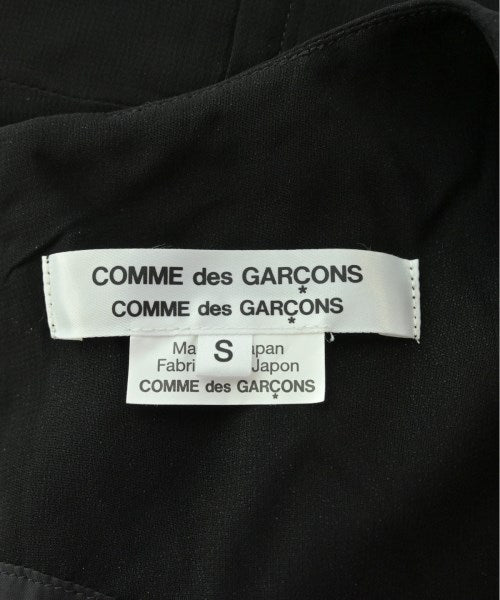 COMME des GARÇONS
COMME des GARÇONS
S
Ma apan
Fabri Japon
COMME des GARÇONS